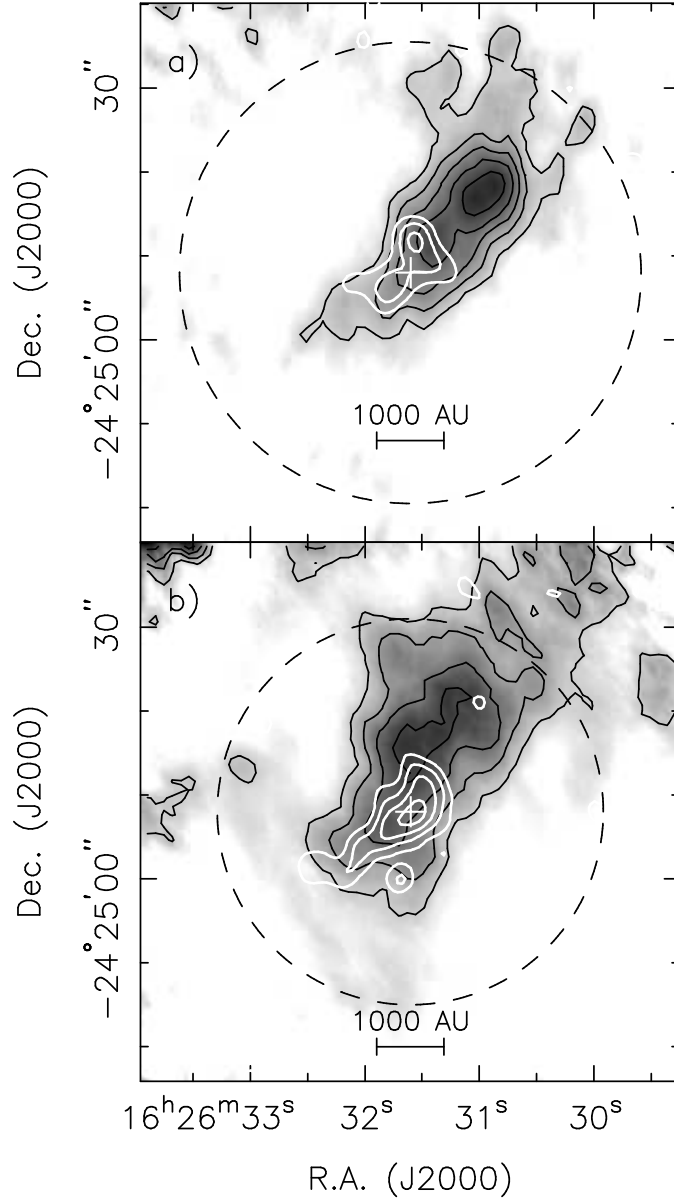 a)
30"
Dec. (J2000)
−24°25'00"
1000 AU
b)
30"
Dec. (J2000)
−24°25'00"
1000 AU
16ʰ26ᵐ33ˢ 32ˢ 31ˢ 30ˢ
R.A. (J2000)